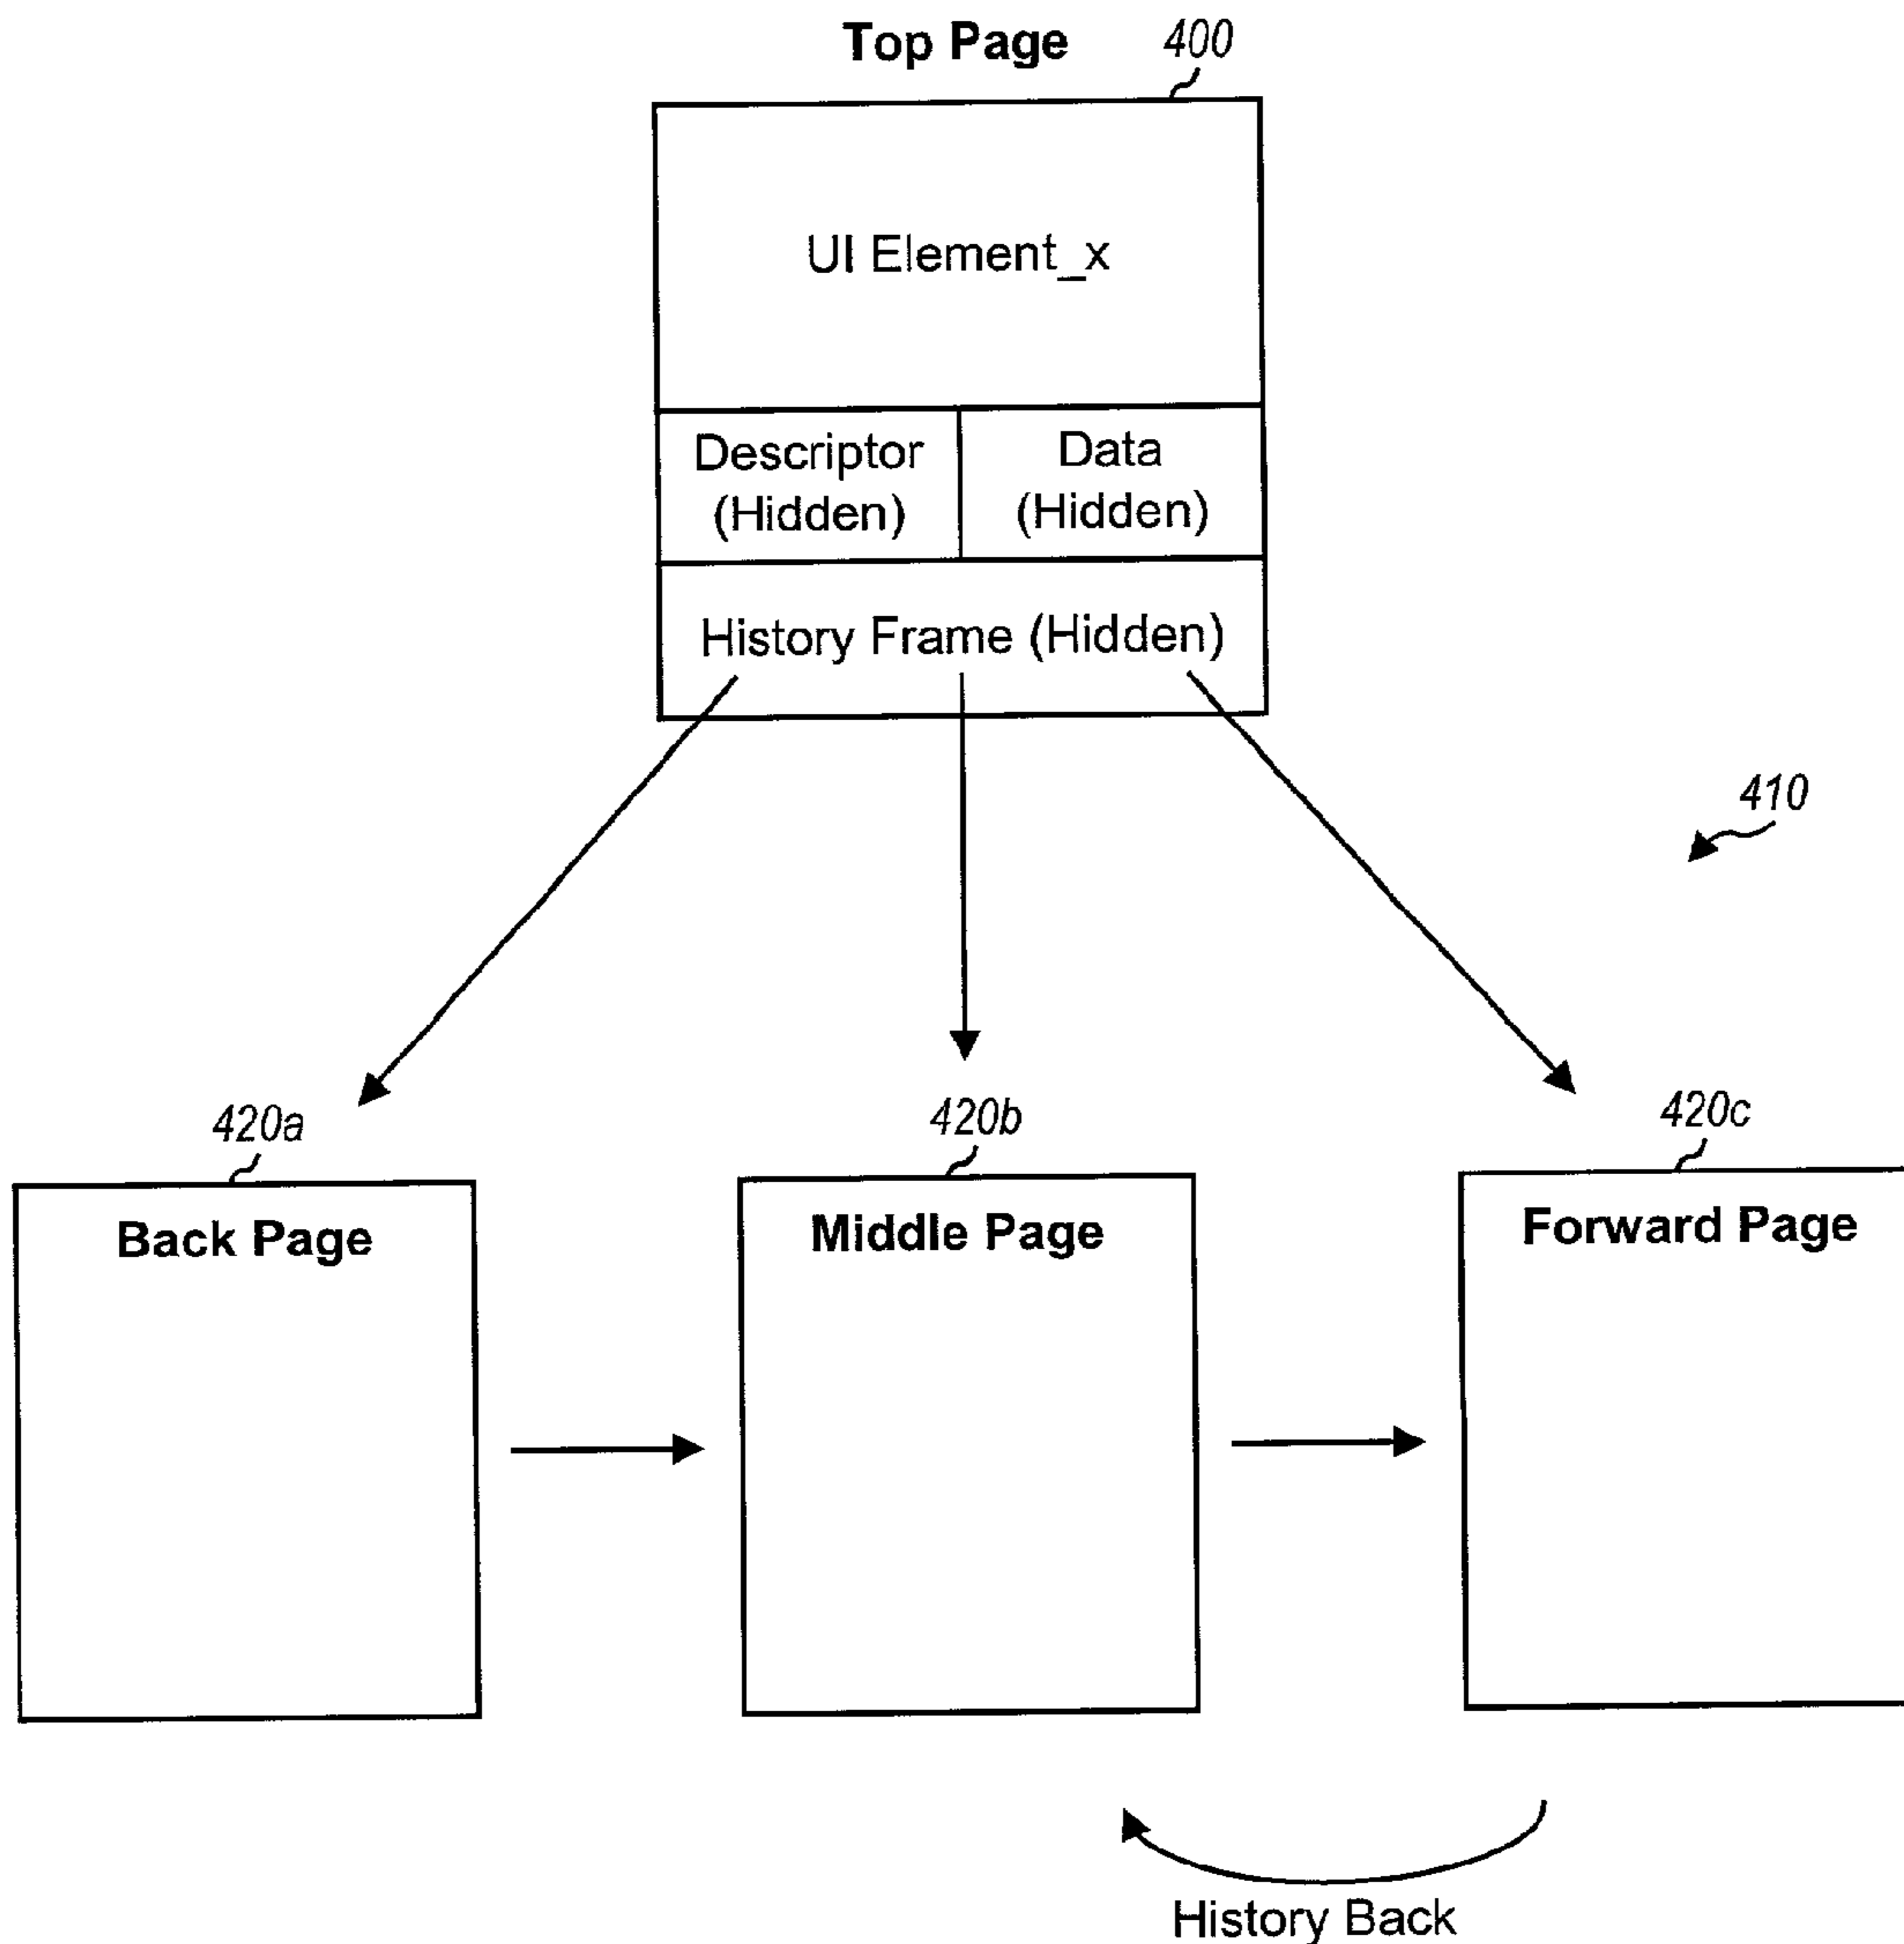 Top Page 400
UI Element_x
Descriptor
(Hidden)
Data
(Hidden)
History Frame (Hidden)
410
420a
420b
420c
Back Page
Middle Page
Forward Page
History Back